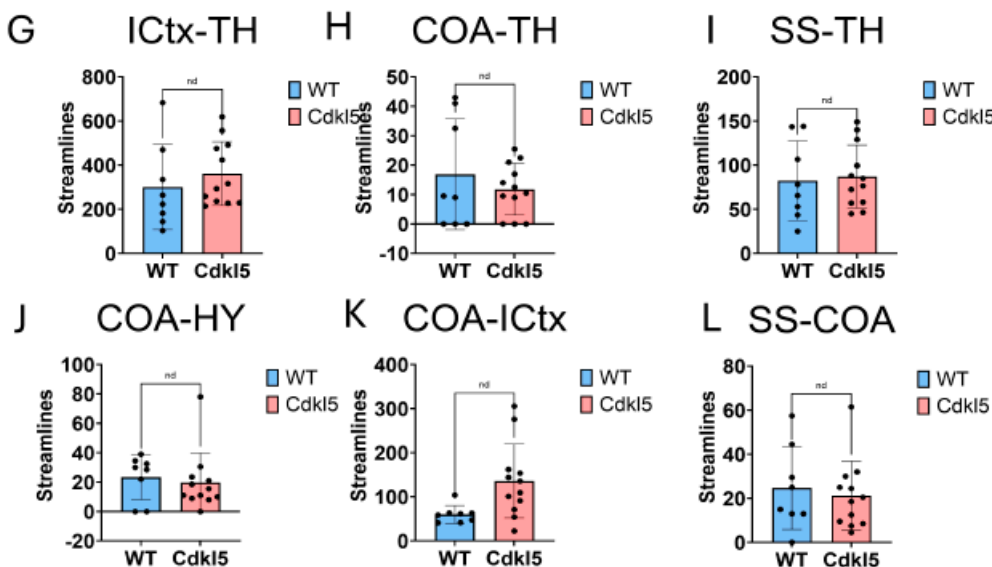 G ICtx-TH
800
600
400
200
0
Streamlines
nd
WT Cdkl5
WT
Cdkl5
H COA-TH
50
40
30
20
10
0
-10
Streamlines
nd
WT Cdkl5
WT
Cdkl5
I SS-TH
200
150
100
50
0
Streamlines
nd
WT Cdkl5
WT
Cdkl5
J COA-HY
100
80
60
40
20
0
-20
Streamlines
nd
WT Cdkl5
WT
Cdkl5
K COA-ICtx
400
300
200
100
0
Streamlines
nd
WT Cdkl5
WT
Cdkl5
L SS-COA
80
60
40
20
0
Streamlines
nd
WT Cdkl5
WT
Cdkl5